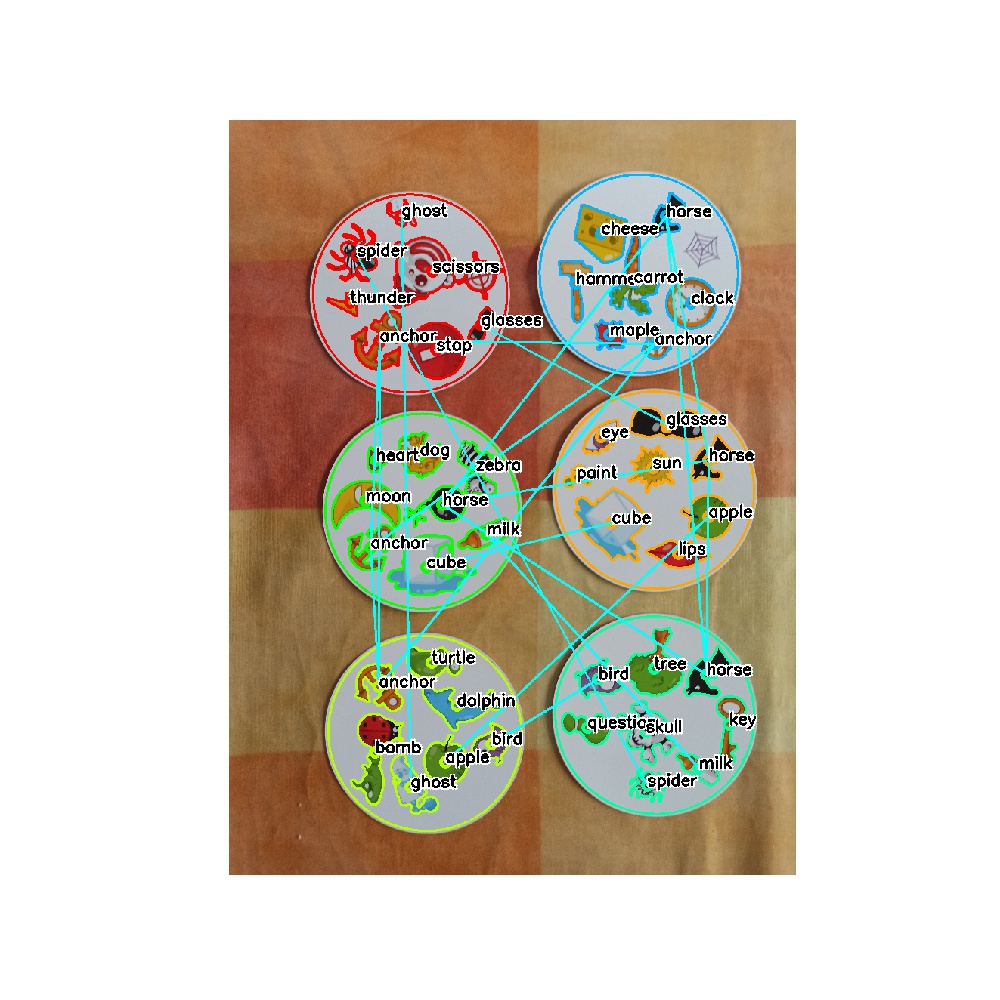 ghost
spider
scissors
thunder
glasses
anchor
stop
horse
cheese
hamme
carrot
clock
maple
anchor
heart
dog
zebra
moon
horse
milk
anchor
cube
glasses
eye
horse
sun
paint
apple
cube
lips
turtle
anchor
dolphin
bird
bomb
apple
ghost
tree
bird
horse
questio
skull
key
milk
spider